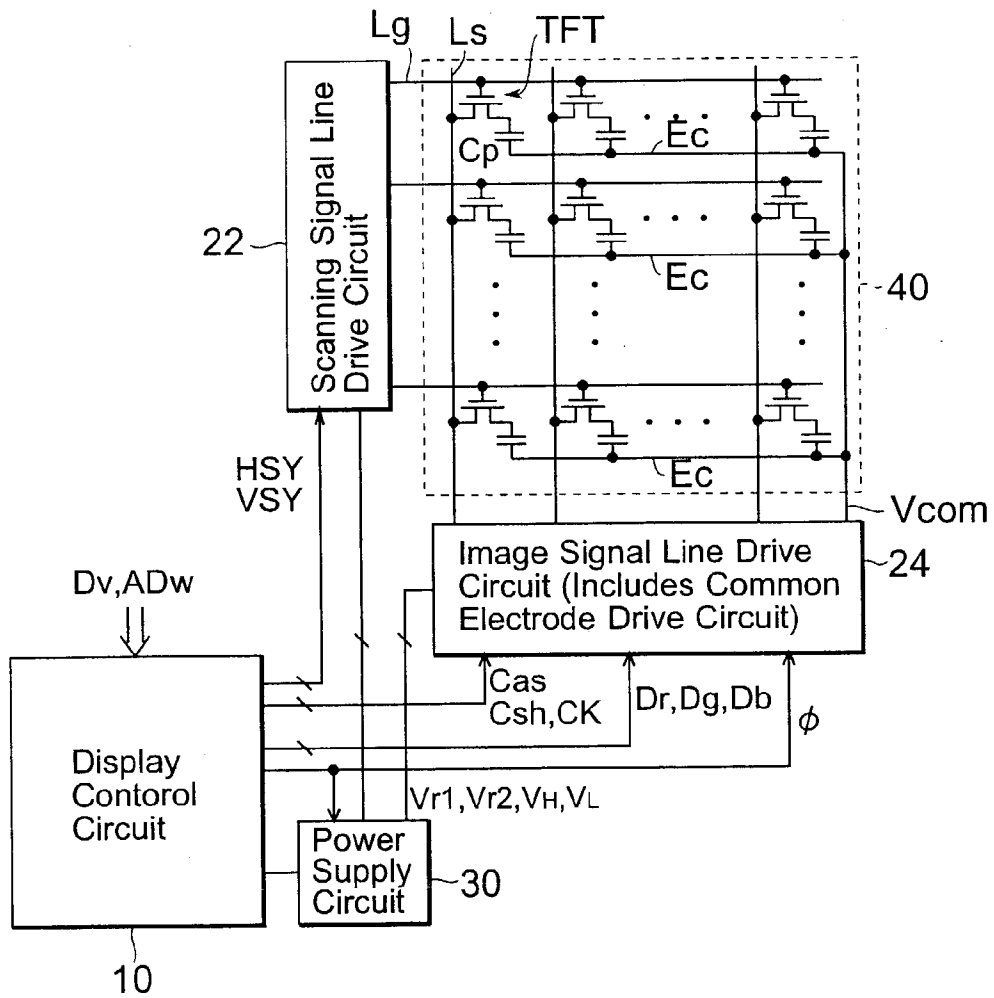 Lg Ls TFT
Cp
Ec
Scanning Signal Line
Drive Circuit
22
Ec
40
Ec
HSY
VSY
Vcom
Image Signal Line Drive
Circuit (Includes Common
Electrode Drive Circuit)
24
Dv,ADw
Cas
Csh,CK
Dr,Dg,Db
ϕ
Display
Contorol
Circuit
Vr1,Vr2,VH,VL
Power
Supply
Circuit
30
10